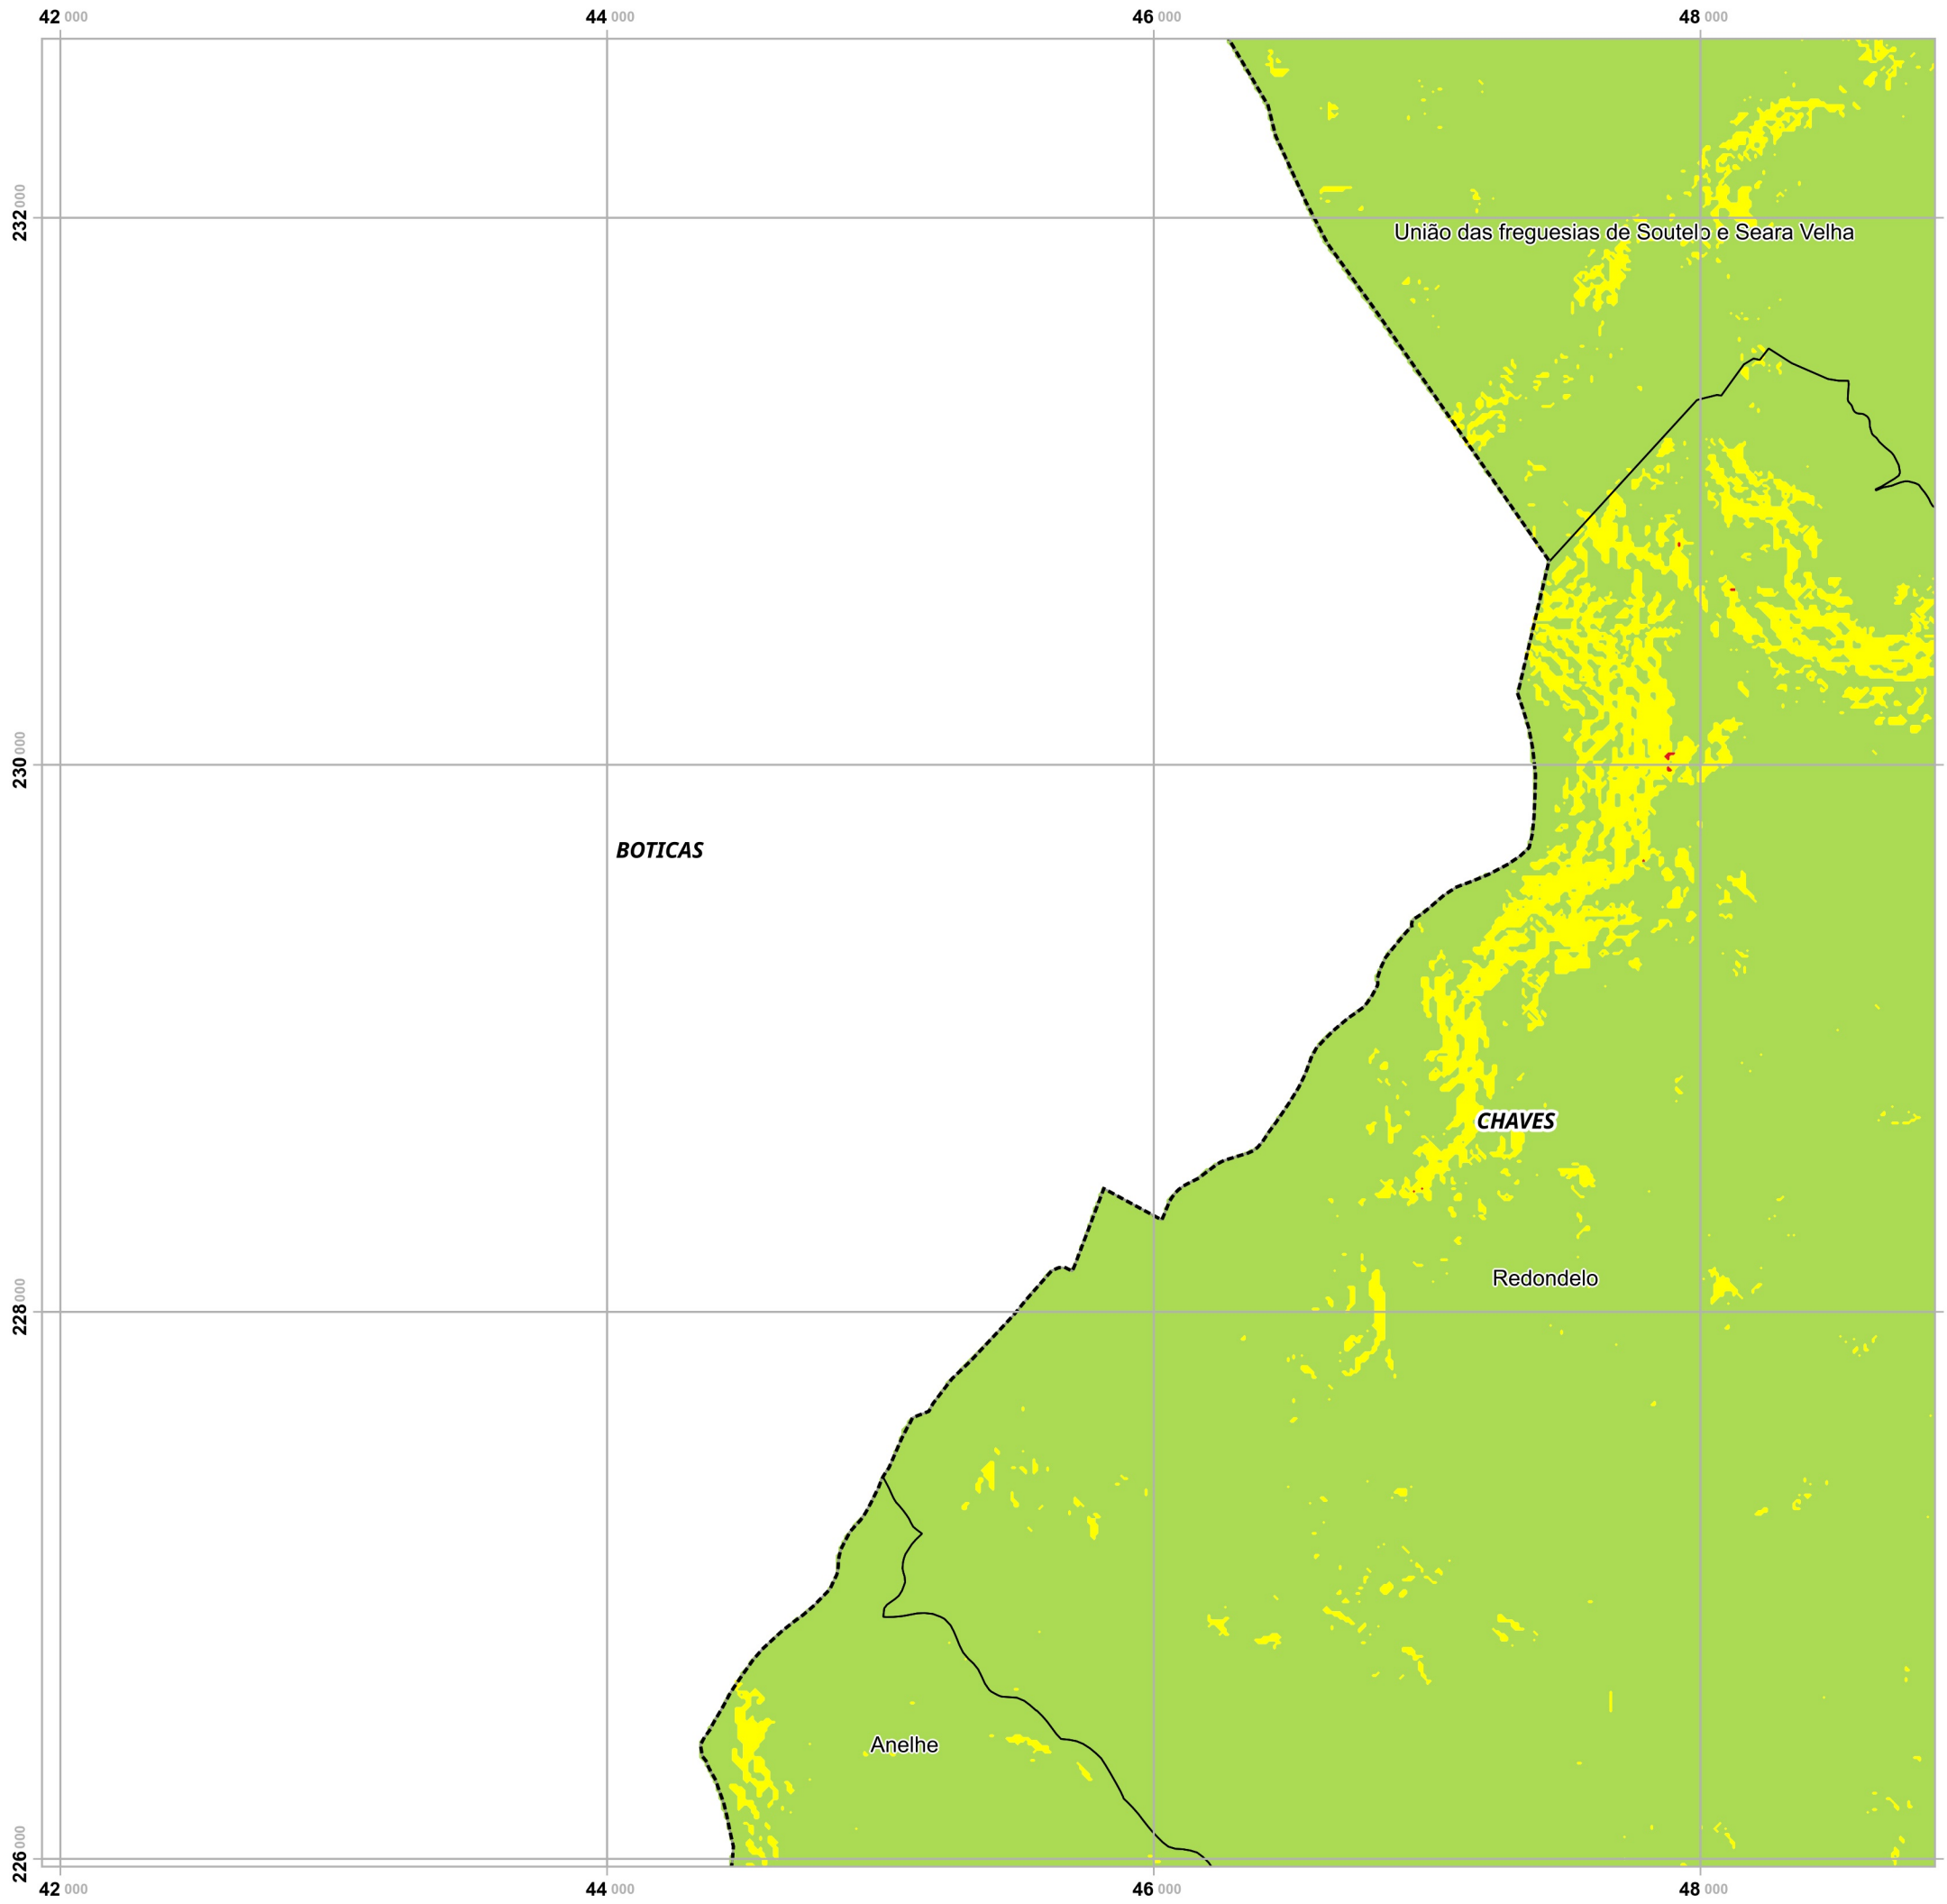 42 000
44 000
46 000
48 000
232 000
União das freguesias de Soutelo e Seara Velha
230 000
BOTICAS
CHAVES
Redondelo
228 000
Anelhe
226 000
42 000
44 000
46 000
48 000